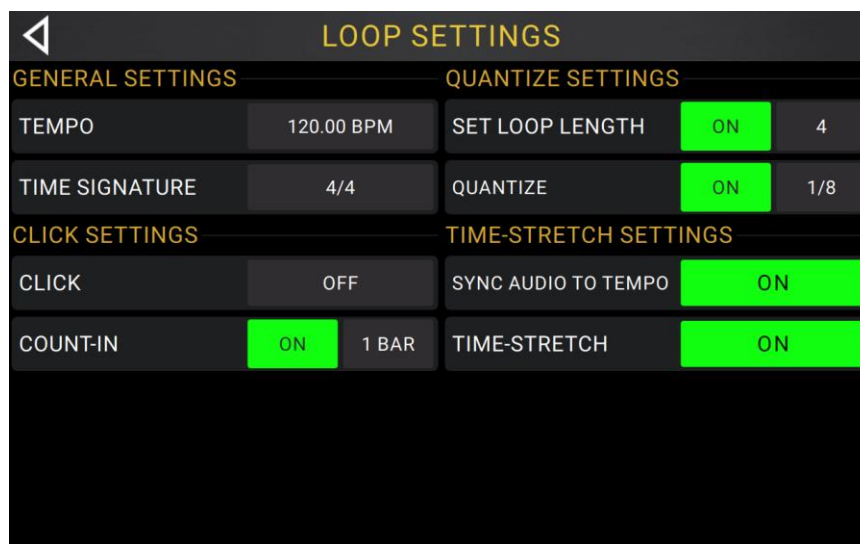 LOOP SETTINGS
GENERAL SETTINGS
TEMPO 120.00 BPM
TIME SIGNATURE 4/4
CLICK SETTINGS
CLICK OFF
COUNT-IN ON 1 BAR
QUANTIZE SETTINGS
SET LOOP LENGTH ON 4
QUANTIZE ON 1/8
TIME-STRETCH SETTINGS
SYNC AUDIO TO TEMPO ON
TIME-STRETCH ON